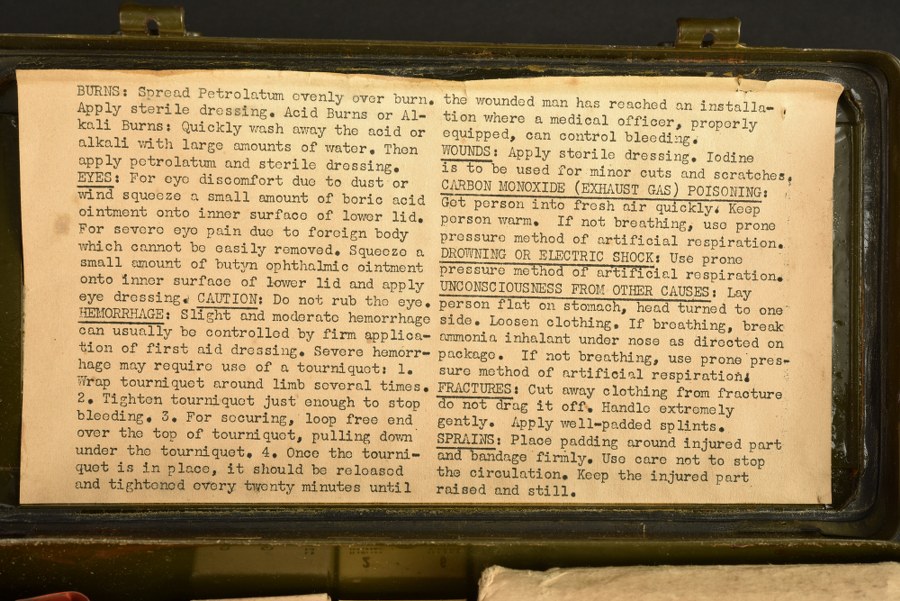 BURNS: Spread Petrolatum evenly over burn.
Apply sterile dressing. Acid Burns or Al-
kali Burns: Quickly wash away the acid or
alkali with large amounts of water. Then
apply petrolatum and sterile dressing.
EYES: For eye discomfort due to dust or
wind squeeze a small amount of boric acid
ointment onto inner surface of lower lid.
For severe eye pain due to foreign body
which cannot be easily removed. Squeeze a
small amount of butyn ophthalmic ointment
onto inner surface of lower lid and apply
eye dressing. CAUTION: Do not rub the eye.
HEMORRHAGE: Slight and moderate hemorrhage
can usually be controlled by firm applica-
tion of first aid dressing. Severe hemorr-
hage may require use of a tourniquet: 1.
Wrap tourniquet around limb several times.
2. Tighten tourniquet just enough to stop
bleeding. 3. For securing, loop free end
over the top of tourniquet, pulling down
under the tourniquet. 4. Once the tourni-
quet is in place, it should be released
and tightened every twenty minutes until
the wounded man has reached an installa-
tion where a medical officer, properly
equipped, can control bleeding.
WOUNDS: Apply sterile dressing. Iodine
is to be used for minor cuts and scratches.
CARBON MONOXIDE (EXHAUST GAS) POISONING:
Get person into fresh air quickly. Keep
person warm. If not breathing, use prone
pressure method of artificial respiration.
DROWNING OR ELECTRIC SHOCK: Use prone
pressure method of artificial respiration.
UNCONSCIOUSNESS FROM OTHER CAUSES: Lay
person flat on stomach, head turned to one
side. Loosen clothing. If breathing, break
ammonia inhalant under nose as directed on
package. If not breathing, use prone pres-
sure method of artificial respiration.
FRACTURES: Cut away clothing from fracture
do not drag it off. Handle extremely
gently. Apply well-padded splints.
SPRAINS: Place padding around injured part
and bandage firmly. Use care not to stop
the circulation. Keep the injured part
raised and still.